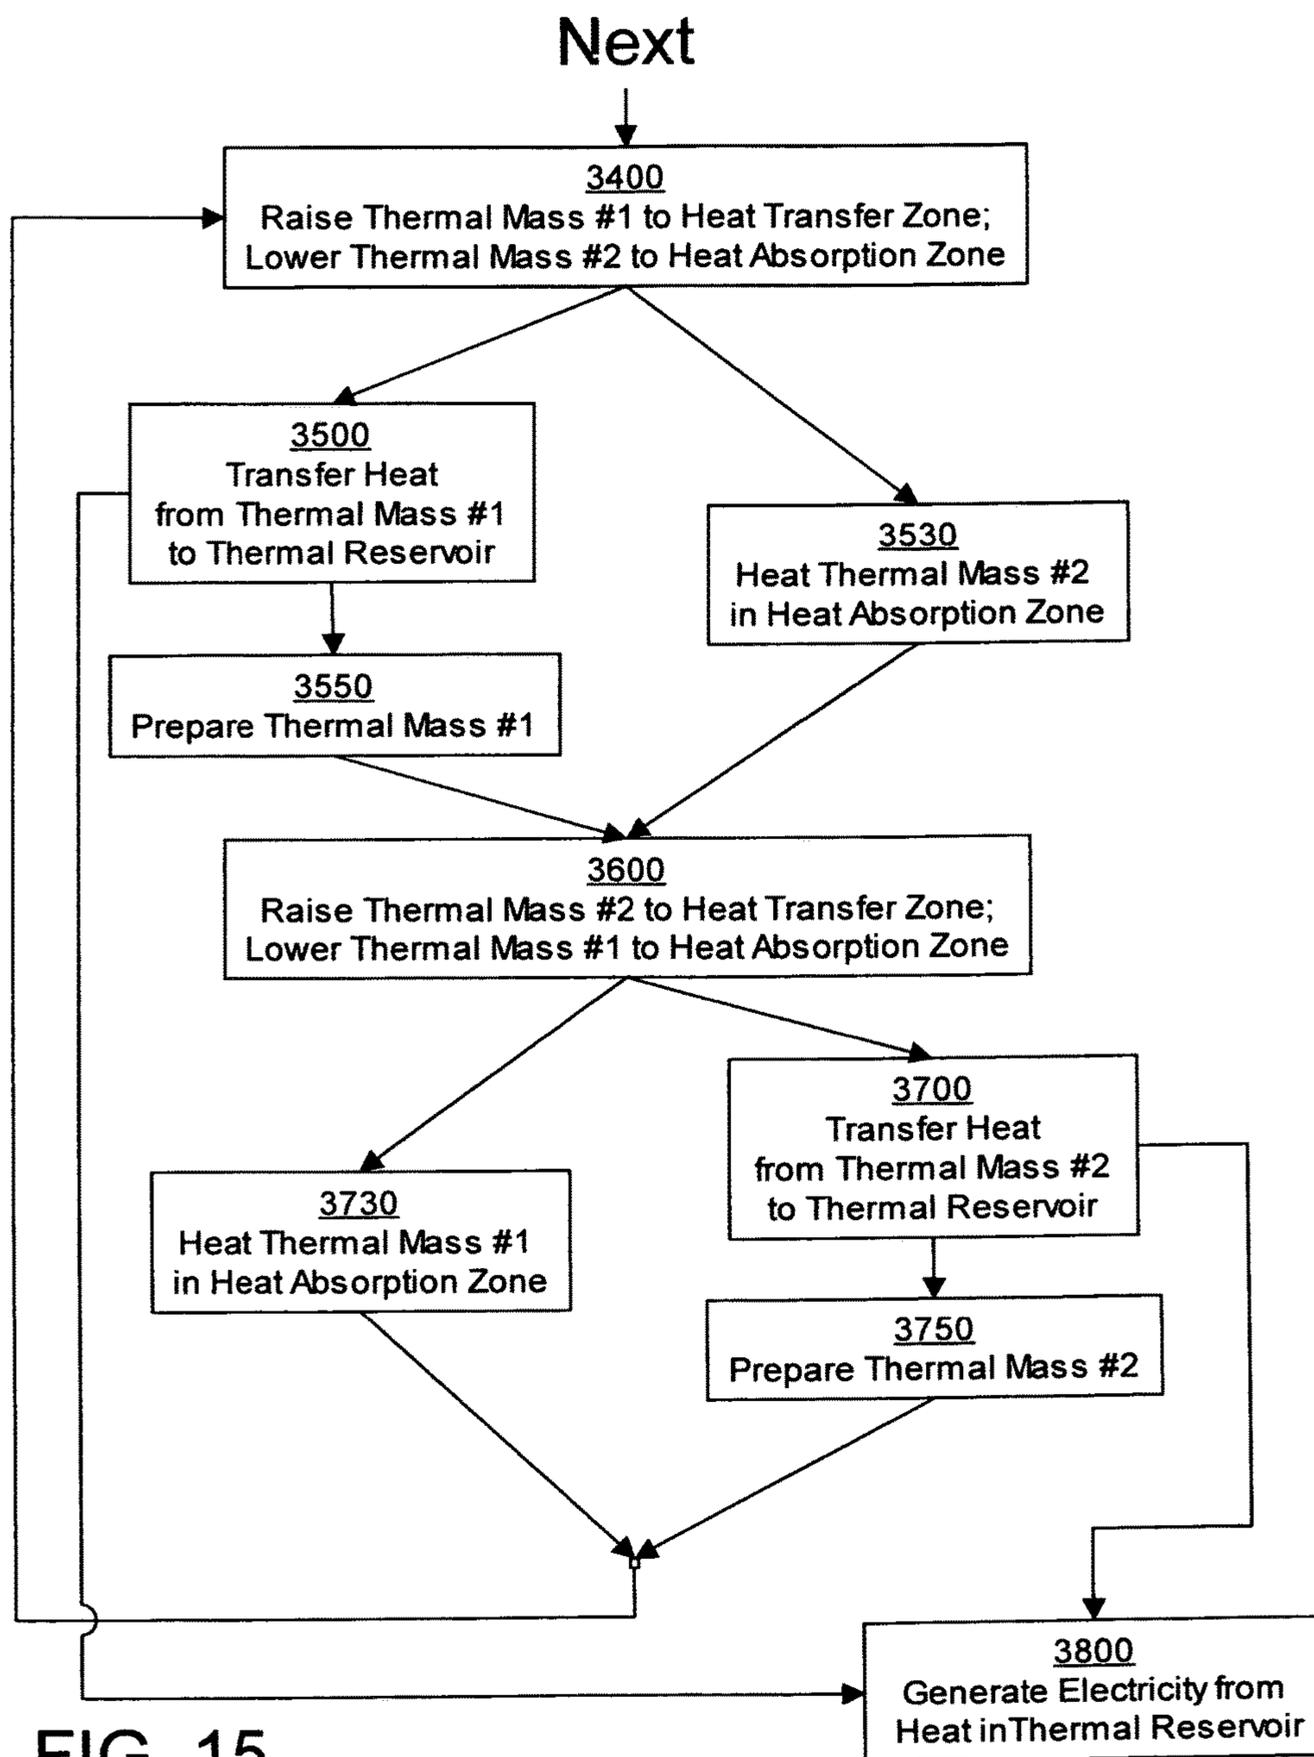 Next
3400
Raise Thermal Mass #1 to Heat Transfer Zone;
Lower Thermal Mass #2 to Heat Absorption Zone
3500
Transfer Heat
from Thermal Mass #1
to Thermal Reservoir
3530
Heat Thermal Mass #2
in Heat Absorption Zone
3550
Prepare Thermal Mass #1
3600
Raise Thermal Mass #2 to Heat Transfer Zone;
Lower Thermal Mass #1 to Heat Absorption Zone
3700
Transfer Heat
from Thermal Mass #2
to Thermal Reservoir
3730
Heat Thermal Mass #1
in Heat Absorption Zone
3750
Prepare Thermal Mass #2
3800
Generate Electricity from
Heat in Thermal Reservoir
FIG. 15